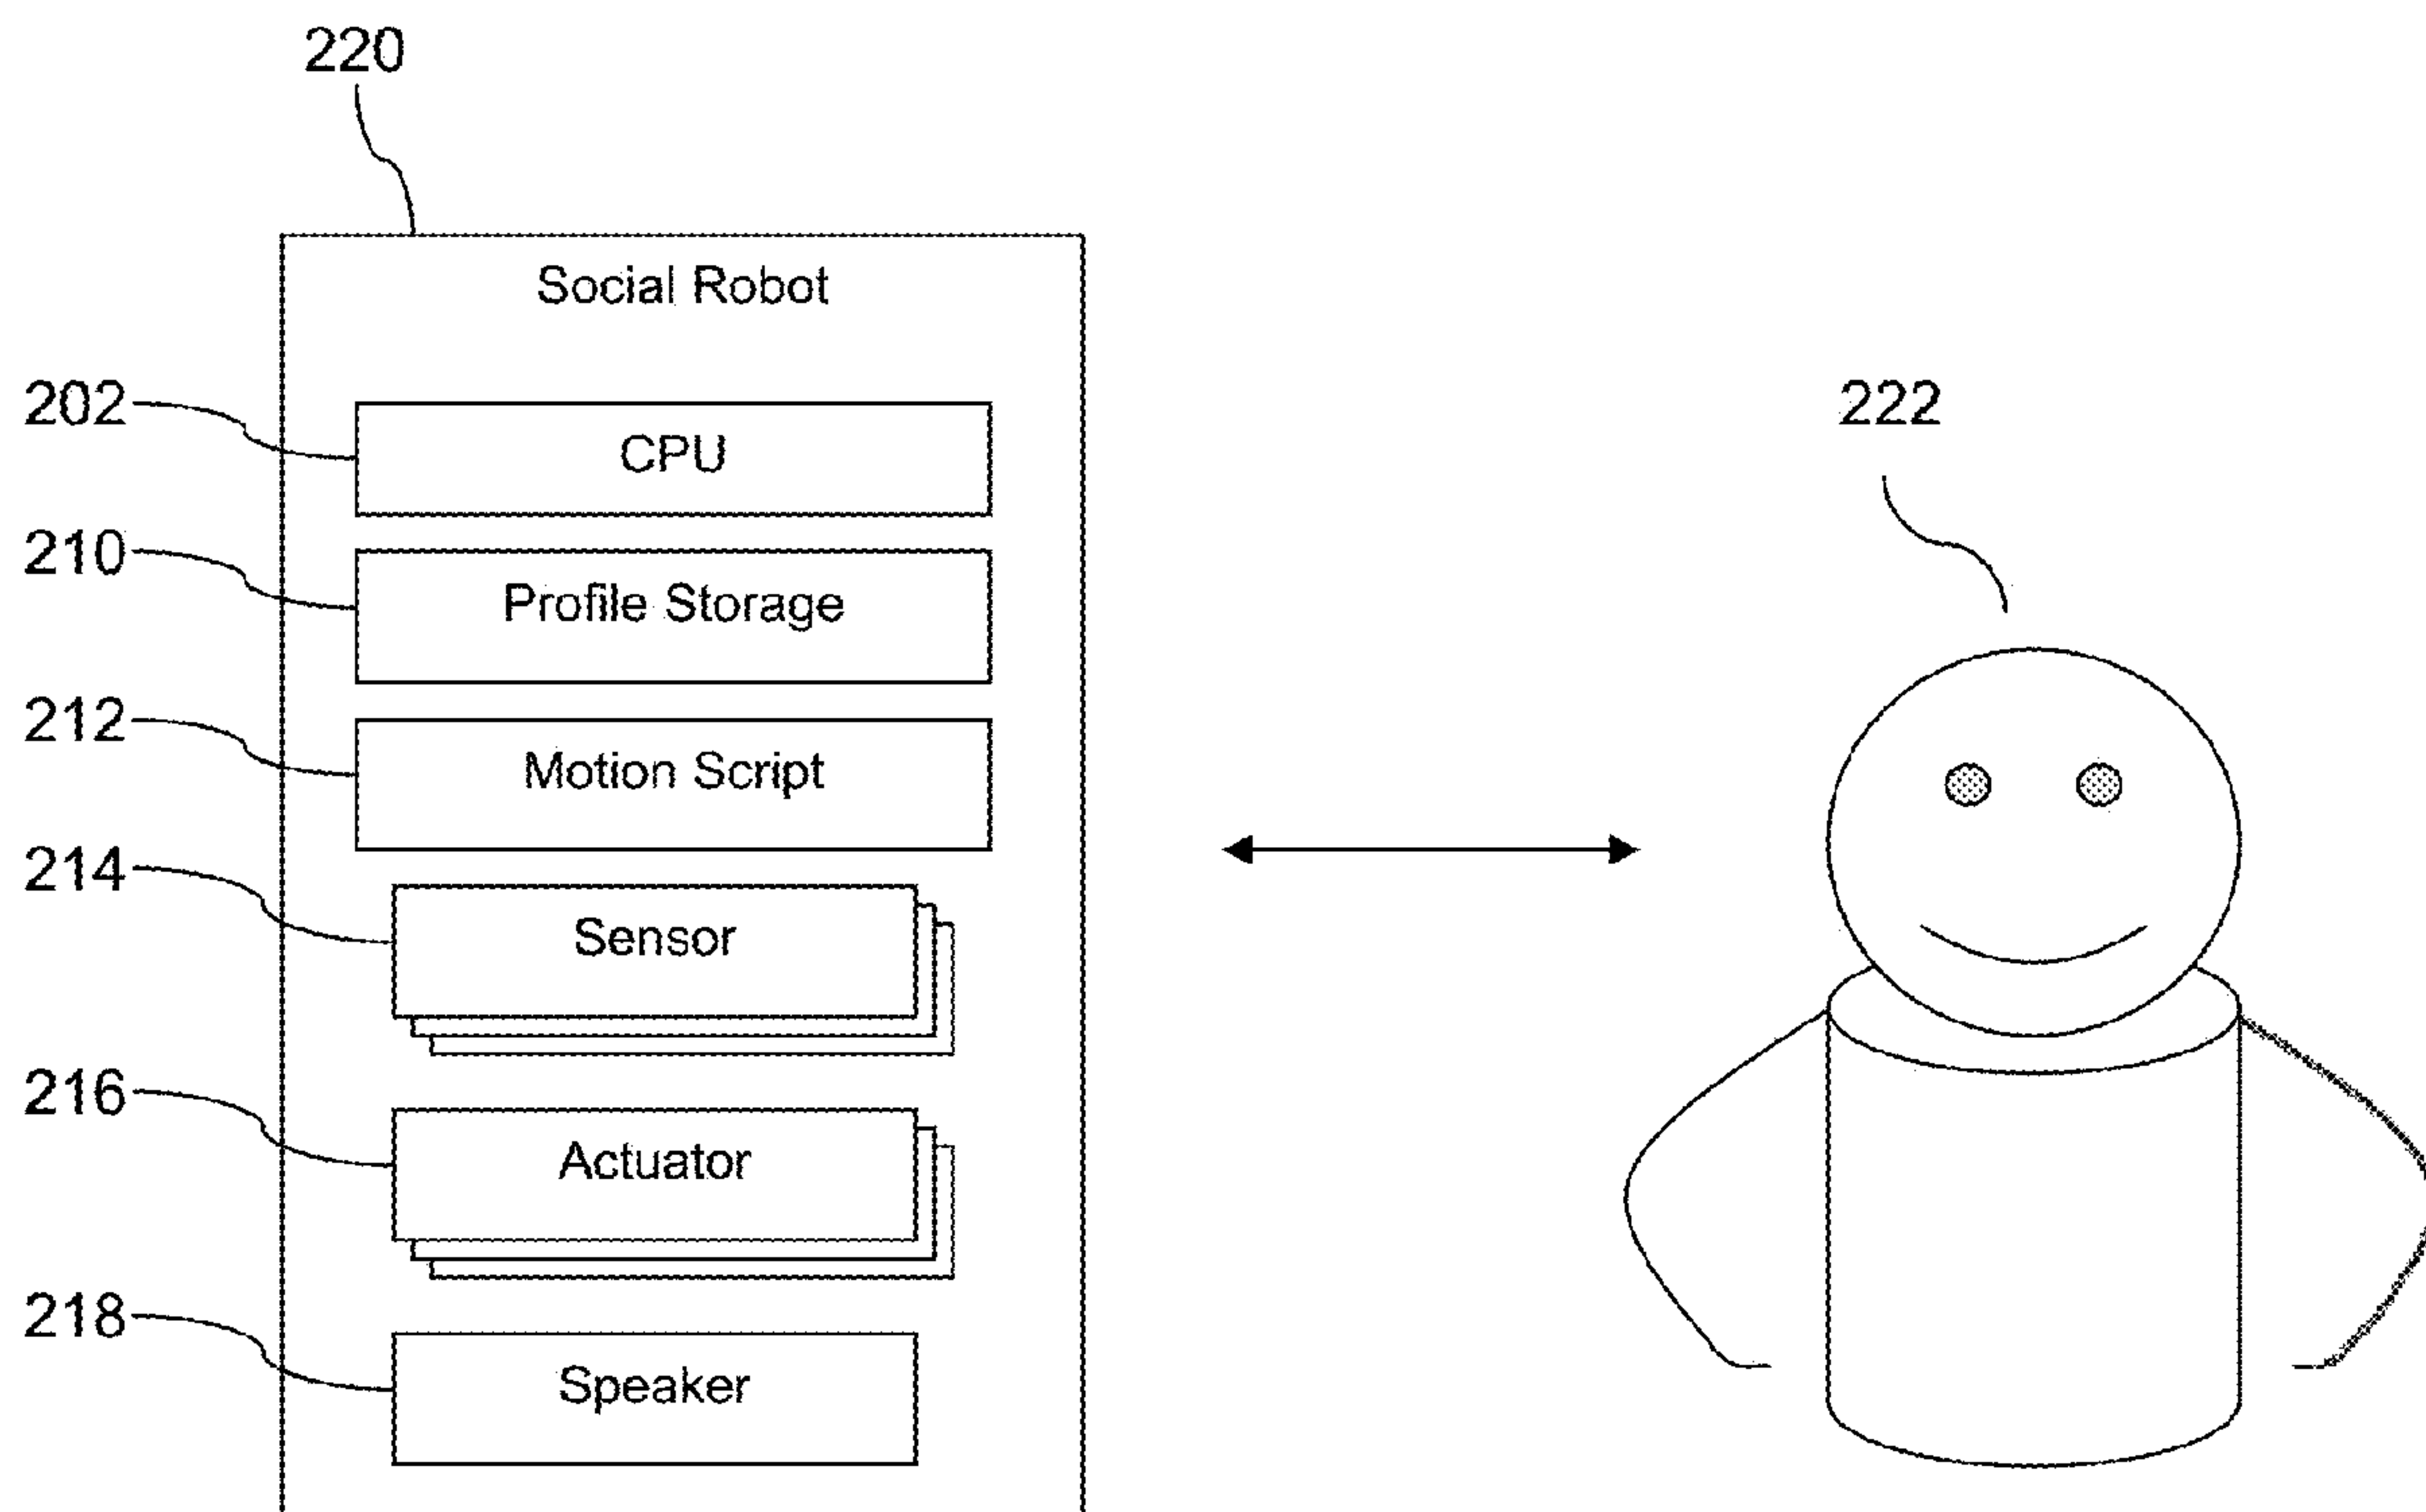 220
Social Robot
202
CPU
222
210
Profile Storage
212
Motion Script
214
Sensor
216
Actuator
218
Speaker